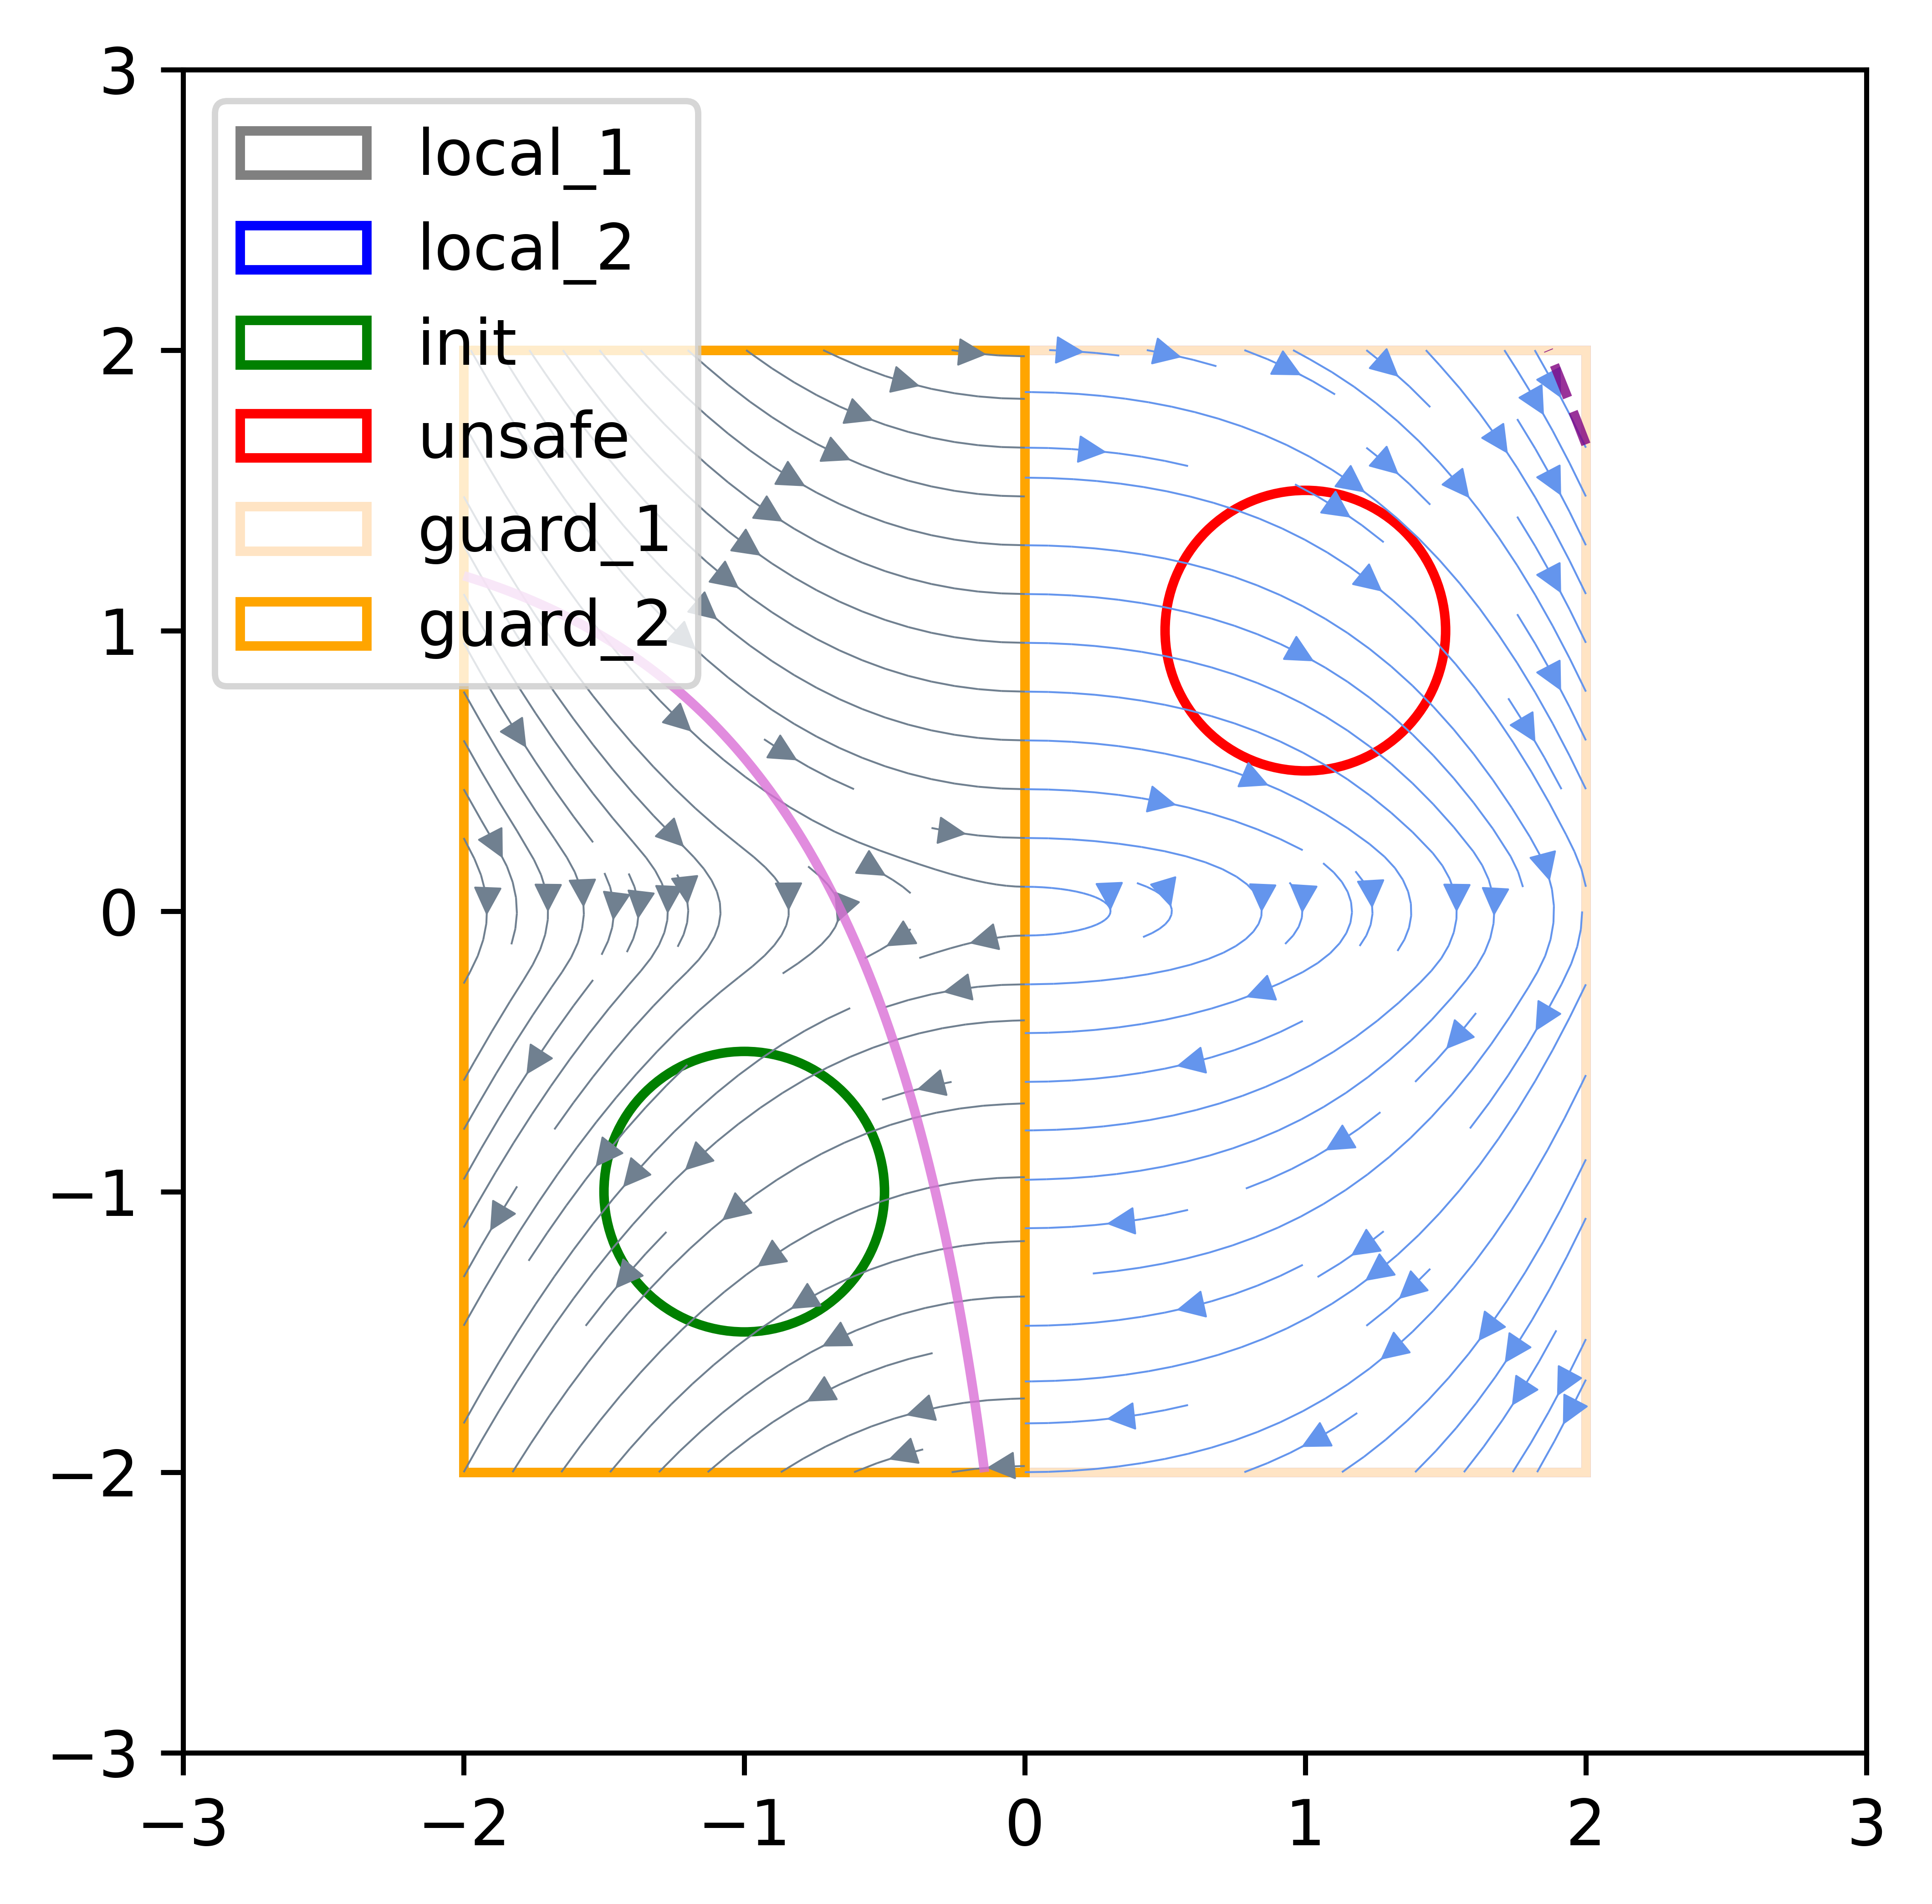 3
2
1
0
−1
−2
−3
local_1
local_2
init
unsafe
guard_1
guard_2
−3 −2 −1 0 1 2 3